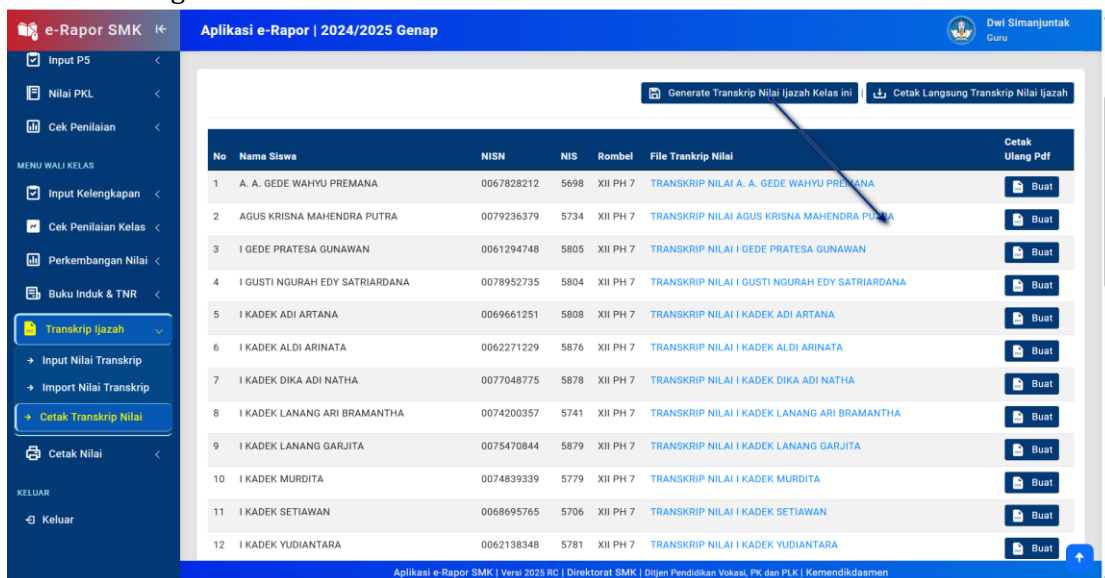 e-Rapor SMK
Aplikasi e-Rapor | 2024/2025 Genap
Dwi Simanjuntak
Guru
Input P5
Nilai PKL
Cek Penilaian
MENU WALI KELAS
Input Kelengkapan
Cek Penilaian Kelas
Perkembangan Nilai
Buku Induk & TNR
Transkrip Ijazah
Input Nilai Transkrip
Import Nilai Transkrip
Cetak Transkrip Nilai
Cetak Nilai
KELUAR
Keluar
Generate Transkrip Nilai Ijazah Kelas ini | Cetak Langsung Transkrip Nilai Ijazah
No Nama Siswa NISN NIS Rombel File Trankrip Nilai Cetak Ulang Pdf
1 A. A. GEDE WAHYU PREMANA 0067828212 5698 XII PH 7 TRANSKRIP NILAI A. A. GEDE WAHYU PREMANA Buat
2 AGUS KRISNA MAHENDRA PUTRA 0079236379 5734 XII PH 7 TRANSKRIP NILAI AGUS KRISNA MAHENDRA PUTRA Buat
3 I GEDE PRATESA GUNAWAN 0061294748 5805 XII PH 7 TRANSKRIP NILAI I GEDE PRATESA GUNAWAN Buat
4 I GUSTI NGURAH EDY SATRIARDANA 0078952735 5804 XII PH 7 TRANSKRIP NILAI I GUSTI NGURAH EDY SATRIARDANA Buat
5 I KADEK ADI ARTANA 0069661251 5808 XII PH 7 TRANSKRIP NILAI I KADEK ADI ARTANA Buat
6 I KADEK ALDI ARINATA 0062271229 5876 XII PH 7 TRANSKRIP NILAI I KADEK ALDI ARINATA Buat
7 I KADEK DIKA ADI NATHA 0077048775 5878 XII PH 7 TRANSKRIP NILAI I KADEK DIKA ADI NATHA Buat
8 I KADEK LANANG ARI BRAMANTHA 0074200357 5741 XII PH 7 TRANSKRIP NILAI I KADEK LANANG ARI BRAMANTHA Buat
9 I KADEK LANANG GARJITA 0075470844 5879 XII PH 7 TRANSKRIP NILAI I KADEK LANANG GARJITA Buat
10 I KADEK MURDITA 0074839339 5779 XII PH 7 TRANSKRIP NILAI I KADEK MURDITA Buat
11 I KADEK SETIAWAN 0068695765 5706 XII PH 7 TRANSKRIP NILAI I KADEK SETIAWAN Buat
12 I KADEK YUDIANTARA 0062138348 5781 XII PH 7 TRANSKRIP NILAI I KADEK YUDIANTARA Buat
Aplikasi e-Rapor SMK | Versi 2025 RC | Direktorat SMK | Ditjen Pendidikan Vokasi, PK dan PLK | Kemendikdasmen